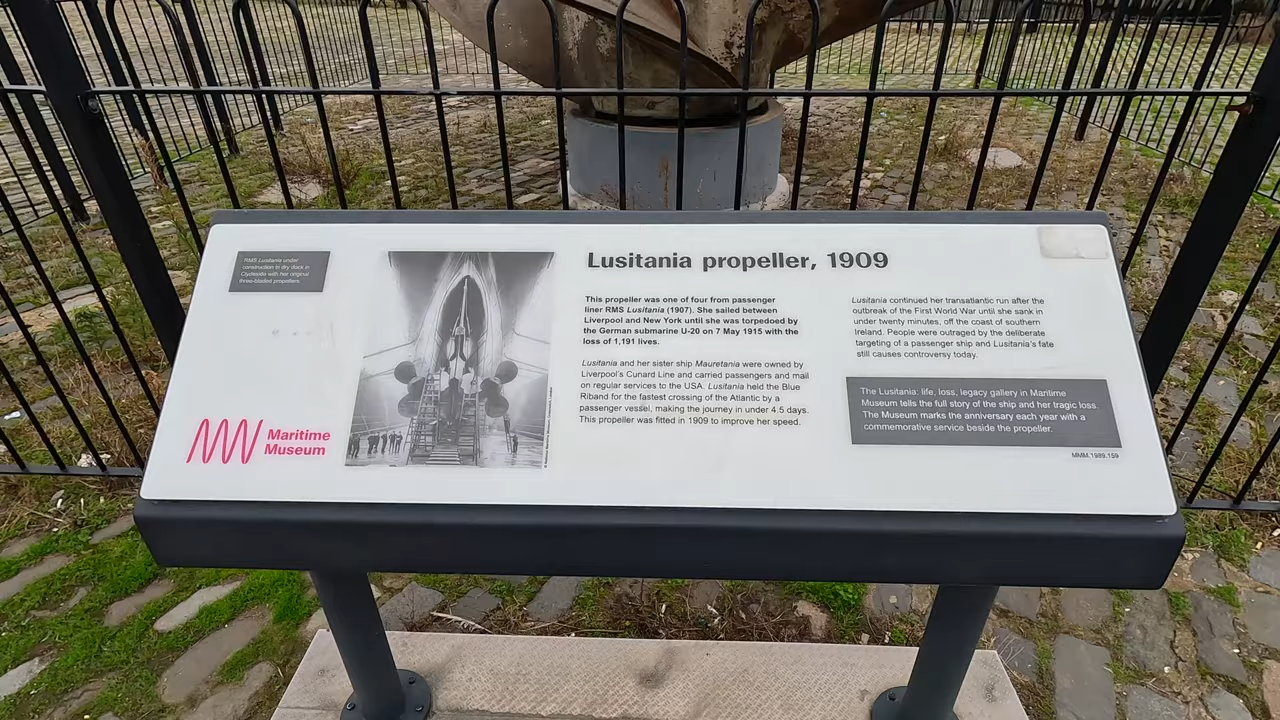 RMS Lusitania under
construction in dry dock in
Clydeside with her original
three-bladed propellers.
Maritime
Museum
Lusitania propeller, 1909
This propeller was one of four from passenger
liner RMS Lusitania (1907). She sailed between
Liverpool and New York until she was torpedoed by
the German submarine U-20 on 7 May 1915 with the
loss of 1,191 lives.
Lusitania and her sister ship Mauretania were owned by
Liverpool's Cunard Line and carried passengers and mail
on regular services to the USA. Lusitania held the Blue
Riband for the fastest crossing of the Atlantic by a
passenger vessel, making the journey in under 4.5 days.
This propeller was fitted in 1909 to improve her speed.
Lusitania continued her transatlantic run after the
outbreak of the First World War until she sank in
under twenty minutes, off the coast of southern
Ireland. People were outraged by the deliberate
targeting of a passenger ship and Lusitania's fate
still causes controversy today.
The Lusitania: life, loss, legacy gallery in Maritime
Museum tells the full story of the ship and her tragic loss.
The Museum marks the anniversary each year with a
commemorative service beside the propeller.
MMM.1989.159